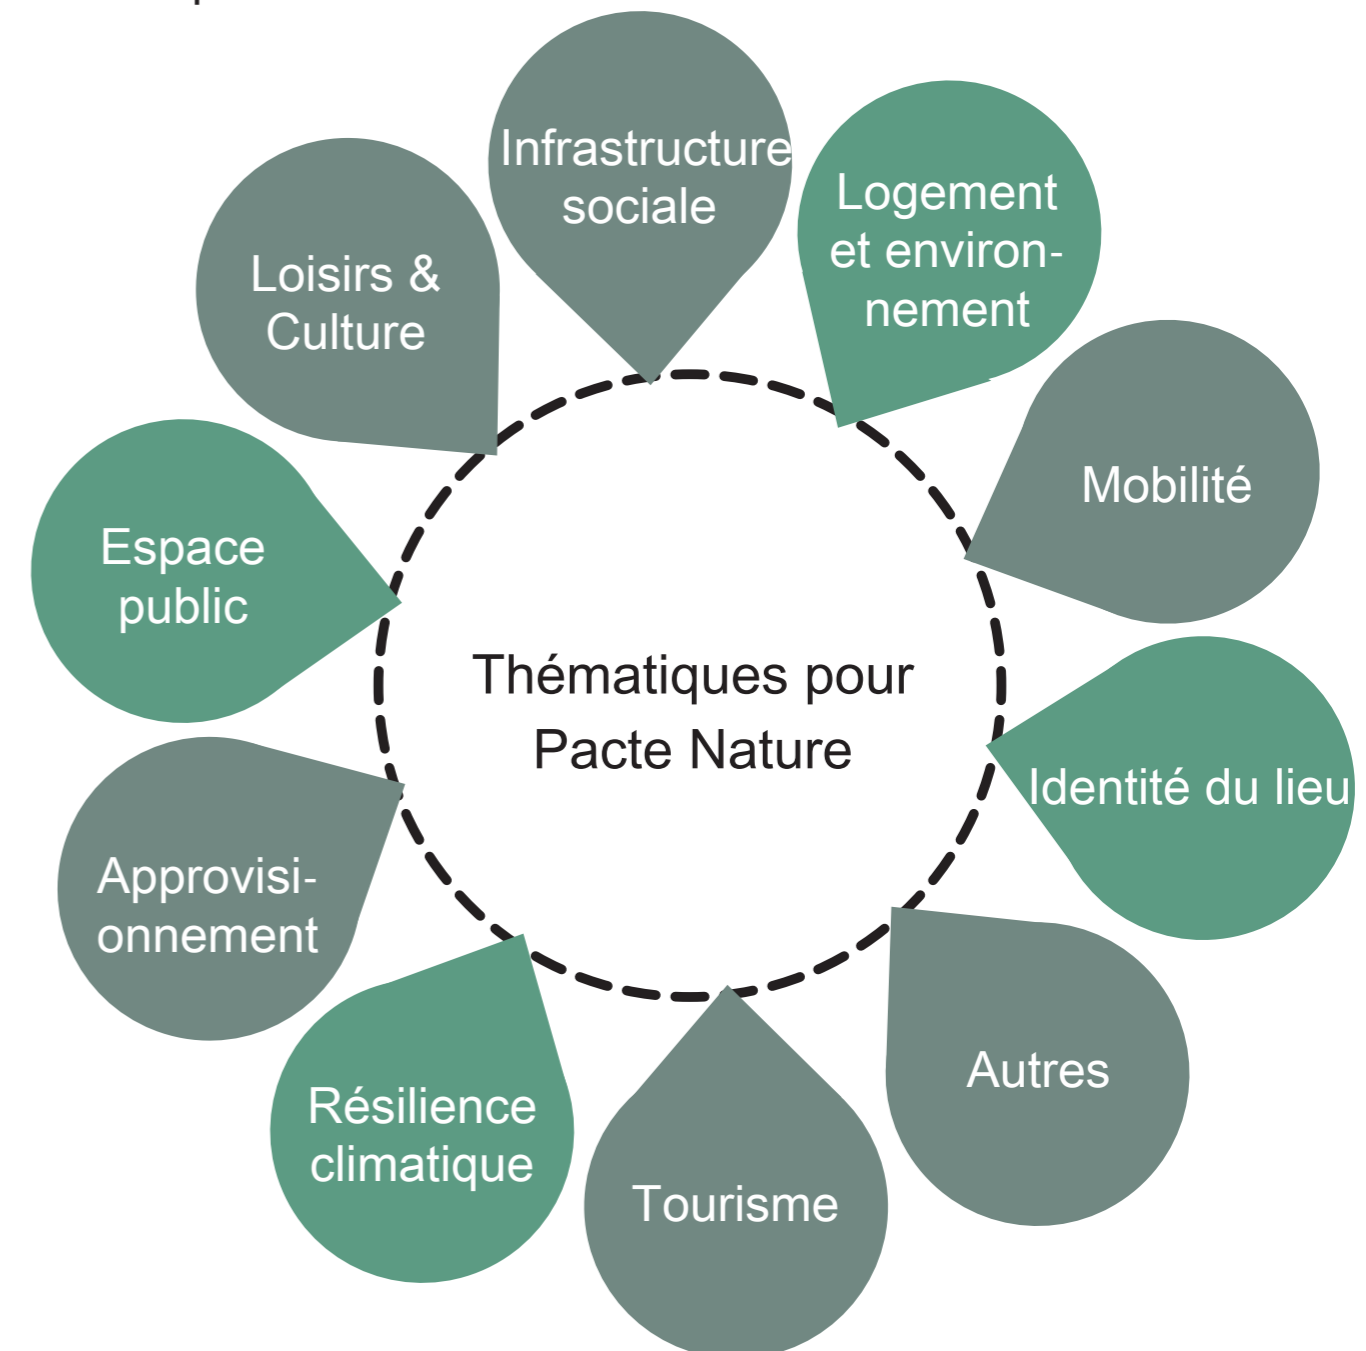 Infrastructure
sociale
Logement
et environ-
nement
Loisirs &
Culture
Mobilité
Espace
public
Thématiques pour
Pacte Nature
Identité du lieu
Approvisi-
onnement
Autres
Résilience
climatique
Tourisme